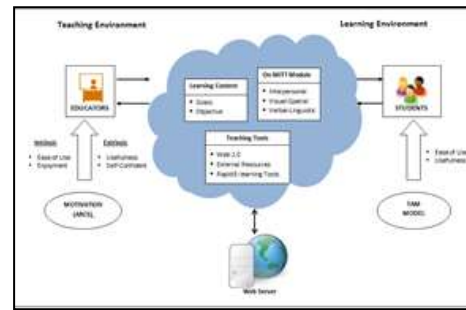 Teaching Environment
Learning Environment
EDUCATORS
Learning Content
Goals
Objective
On MITT Module
Interpersonal
Visual-Spatial
Verbal-Linguistic
STUDENTS
Teaching Tools
Web 2.0
External Resources
Rapid E-learning Tools
Intrinsic
Ease of Use
Enjoyment
Extrinsic
Usefulness
Self-Confident
Ease of Use
Usefulness
MOTIVATION
(ARCS)
TAM
MODEL
Web Server